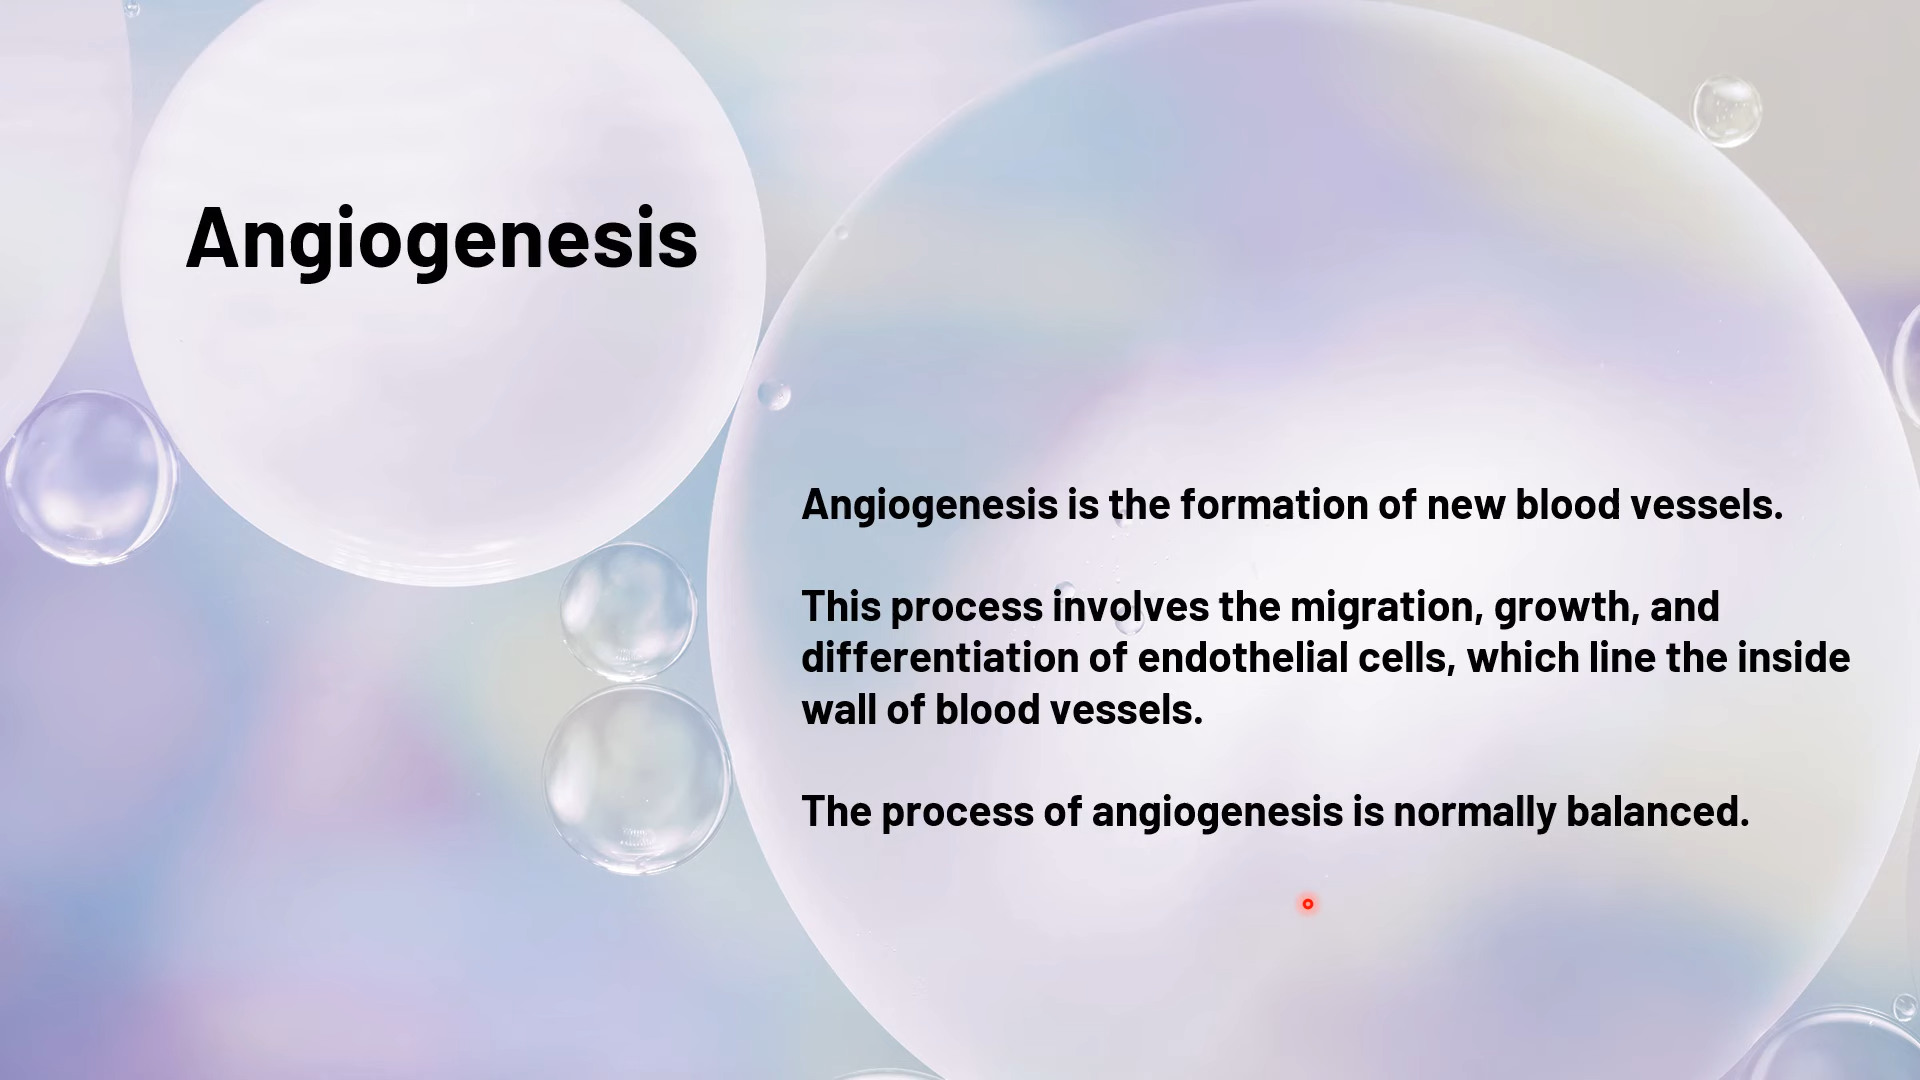 Angiogenesis
Angiogenesis is the formation of new blood vessels.
This process involves the migration, growth, and
differentiation of endothelial cells, which line the inside
wall of blood vessels.
The process of angiogenesis is normally balanced.